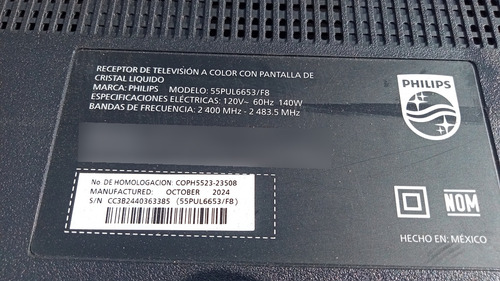 RECEPTOR DE TELEVISIÓN A COLOR CON PANTALLA DE
CRISTAL LIQUIDO
MARCA: PHILIPS MODELO: 55PUL6653/F8
ESPECIFICACIONES ELÉCTRICAS: 120V~ 60Hz 140W
BANDAS DE FRECUENCIA: 2 400 MHz - 2 483.5 MHz
PHILIPS
No DE HOMOLOGACION: COPH5523-23508
MANUFACTURED: OCTOBER 2024
S/N CC3B2440363385 (55PUL6653/F8)
NOM
HECHO EN: MÉXICO